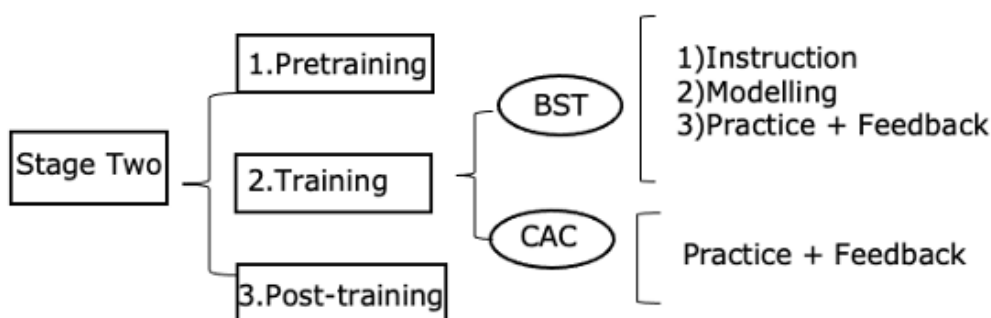 Stage Two
1.Pretraining
2.Training
3.Post-training
BST
1)Instruction
2)Modelling
3)Practice + Feedback
CAC
Practice + Feedback